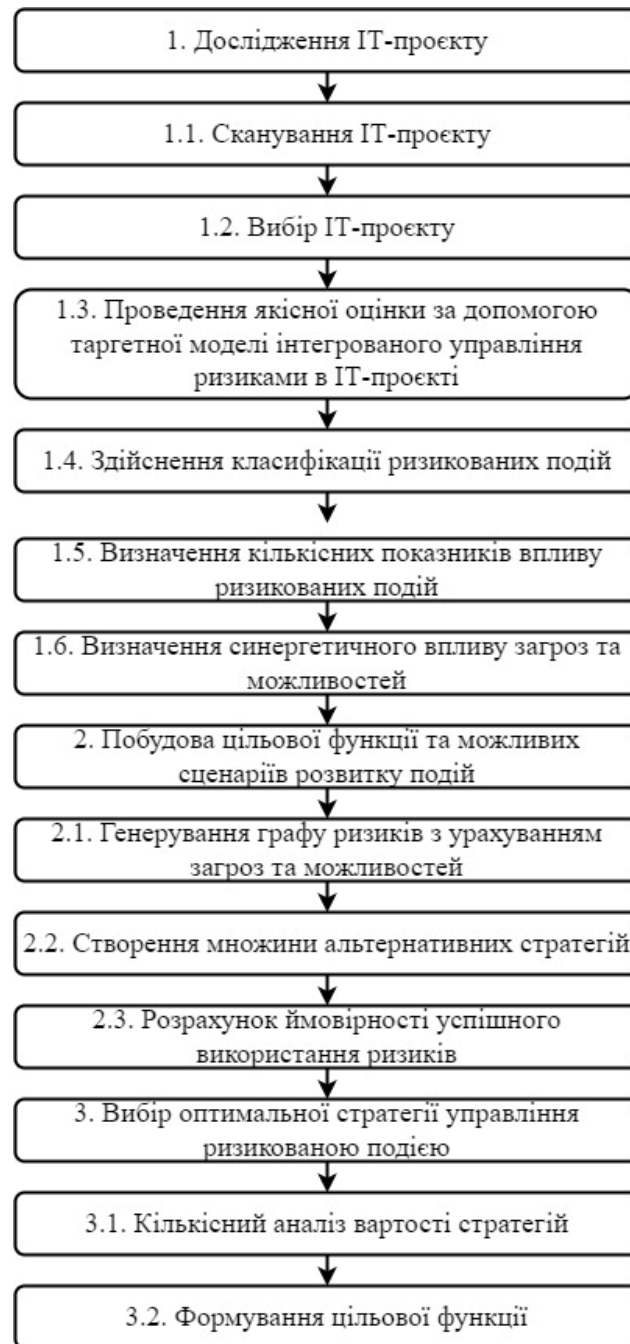 1. Дослідження ІТ-проєкту
1.1. Сканування ІТ-проєкту
1.2. Вибір ІТ-проєкту
1.3. Проведення якісної оцінки за допомогою
таргетної моделі інтегрованого управління
ризиками в ІТ-проєкті
1.4. Здійснення класифікації ризикованих подій
1.5. Визначення кількісних показників впливу
ризикованих подій
1.6. Визначення синергетичного впливу загроз та
можливостей
2. Побудова цільової функції та можливих
сценаріїв розвитку подій
2.1. Генерування графу ризиків з урахуванням
загроз та можливостей
2.2. Створення множини альтернативних стратегій
2.3. Розрахунок ймовірності успішного
використання ризиків
3. Вибір оптимальної стратегії управління
ризикованою подією
3.1. Кількісний аналіз вартості стратегій
3.2. Формування цільової функції